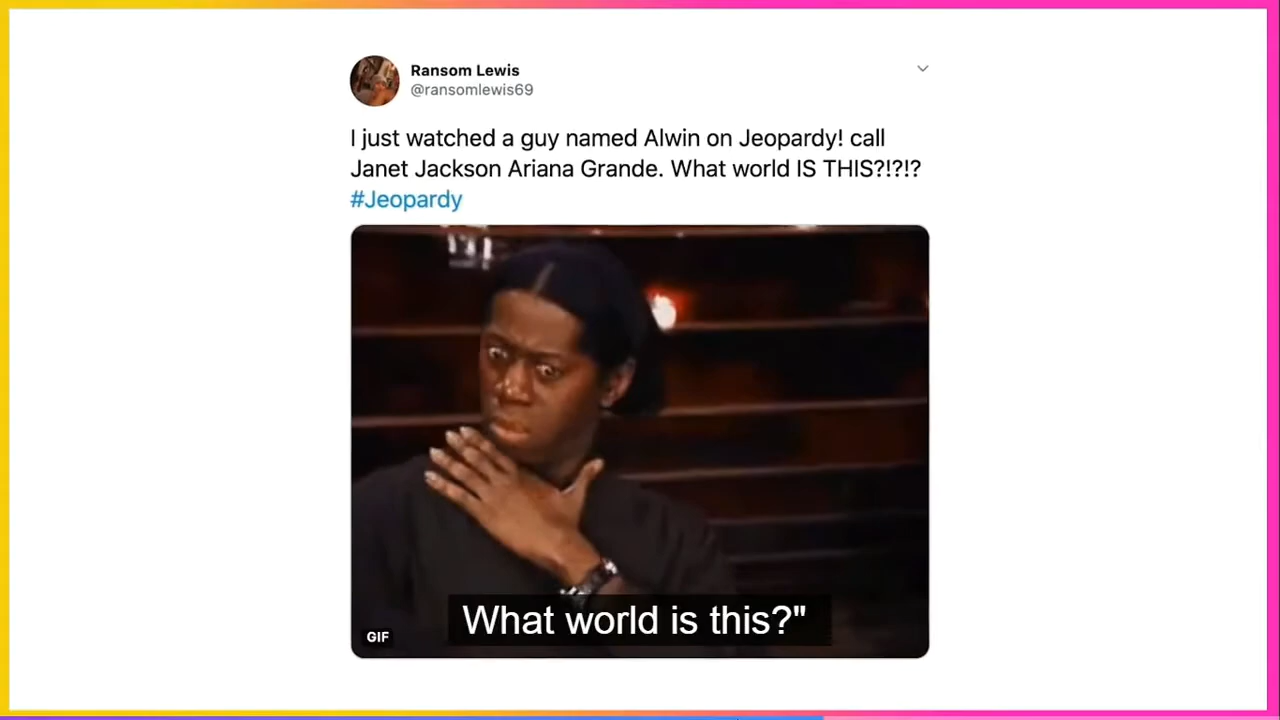 Ransom Lewis
@ransomlewis69
I just watched a guy named Alwin on Jeopardy! call
Janet Jackson Ariana Grande. What world IS THIS?!?!?
#Jeopardy
What world is this?"
GIF